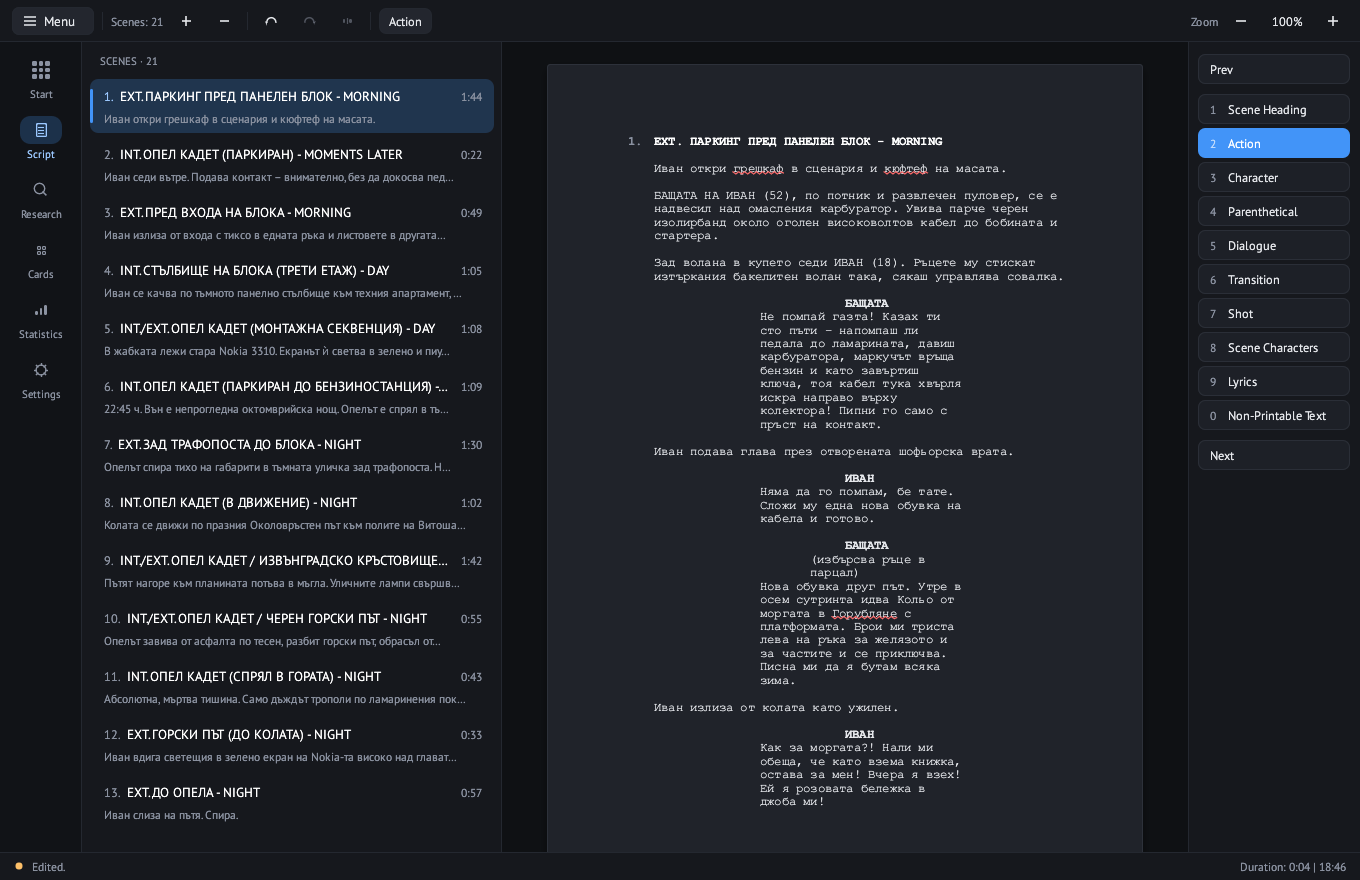 Menu
Scenes: 21
Action
Zoom
100%
Start
Script
Research
Cards
Statistics
Settings
SCENES · 21
1. EXT.ПАРКИНГ ПРЕД ПАНЕЛЕН БЛОК - MORNING 1:44
Иван откри грешкаф в сценария и кюфтеф на масата.
2. INT.ОПЕЛ КАДЕТ (ПАРКИРАН) - MOMENTS LATER 0:22
Иван седи вътре. Подава контакт – внимателно, без да докосва пед...
3. EXT.ПРЕД ВХОДА НА БЛОКА - MORNING 0:49
Иван излиза от входа с тиксо в едната ръка и листовете в другата...
4. INT.СТЪЛБИЩЕ НА БЛОКА (ТРЕТИ ЕТАЖ) - DAY 1:05
Иван се качва по тъмното панелно стълбище към техния апартамент, ...
5. INT./EXT.ОПЕЛ КАДЕТ (МОНТАЖНА СЕКВЕНЦИЯ) - DAY 1:08
В жабката лежи стара Nokia 3310. Екранът ѝ светва в зелено и пиу...
6. INT./EXT.ОПЕЛ КАДЕТ (ПАРКИРАН ДО БЕНЗИНОСТАНЦИЯ) -... 1:09
22:45 ч. Вън е непрогледна октомврийска нощ. Опелът е спрял в тъ...
7. EXT.ЗАД ТРАФОПОСТА ДО БЛОКА - NIGHT 1:30
Опелът спира тихо на габарити в тъмната уличка зад трафопоста. Н...
8. INT.ОПЕЛ КАДЕТ (В ДВИЖЕНИЕ) - NIGHT 1:02
Колата се движи по празния Околовръстен път към полите на Витоша...
9. INT./EXT.ОПЕЛ КАДЕТ / ИЗВЪНГРАДСКО КРЪСТОВИЩЕ... 1:42
Пътят нагоре към планината потъва в мъгла. Уличните лампи свършв...
10. INT./EXT.ОПЕЛ КАДЕТ / ЧЕРЕН ГОРСКИ ПЪТ - NIGHT 0:55
Опелът завива от асфалта по тесен, разбит горски път, обрасъл от...
11. INT.ОПЕЛ КАДЕТ (СПРЯЛ В ГОРАТА) - NIGHT 0:43
Абсолютна, мъртва тишина. Само дъждът трополи по ламаринения пок...
12. EXT.ГОРСКИ ПЪТ (ДО КОЛАТА) - NIGHT 0:33
Иван вдига светещия в зелено екран на Nokia-та високо над глават...
13. EXT.ДО ОПЕЛА - NIGHT 0:57
Иван слиза на пътя. Спира.
1. EXT. ПАРКИНГ ПРЕД ПАНЕЛЕН БЛОК - MORNING
Иван откри грешкаф в сценария и кюфтеф на масата.
БАЩАТА НА ИВАН (52), по потник и развлечен пуловер, се е
надвесил над омасления карбуратор. Увива парче черен
изолирбанд около оголен високоволтов кабел до бобината и
стартера.
Зад волана в купето седи ИВАН (18). Ръцете му стискат
изтъркания бакелитен волан така, сякаш управлява совалка.
БАЩАТА
Не помпай газта! Казах ти
сто пъти – напомпаш ли
педала до ламарината, давиш
карбуратора, маркучът връща
бензин и като завъртиш
ключа, тоя кабел тука хвърля
искра направо върху
колектора! Пипни го само с
пръст на контакт.
Иван подава глава през отворената шофьорска врата.
ИВАН
Няма да го помпам, бе тате.
Сложи му една нова обувка на
кабела и готово.
БАЩАТА
(избърсва ръце в
парцал)
Нова обувка друг път. Утре в
осем сутринта идва Кольо от
моргата в Горубляне с
платформата. Брои ми триста
лева на ръка за желязото и
за частите и се приключва.
Писна ми да я бутам всяка
зима.
Иван излиза от колата като ужилен.
ИВАН
Как за моргата?! Нали ми
обеща, че като взема книжка,
остава за мен! Вчера я взех!
Ей я розовата бележка в
джоба ми!
Prev
1 Scene Heading
2 Action
3 Character
4 Parenthetical
5 Dialogue
6 Transition
7 Shot
8 Scene Characters
9 Lyrics
0 Non-Printable Text
Next
Edited.
Duration: 0:04 | 18:46